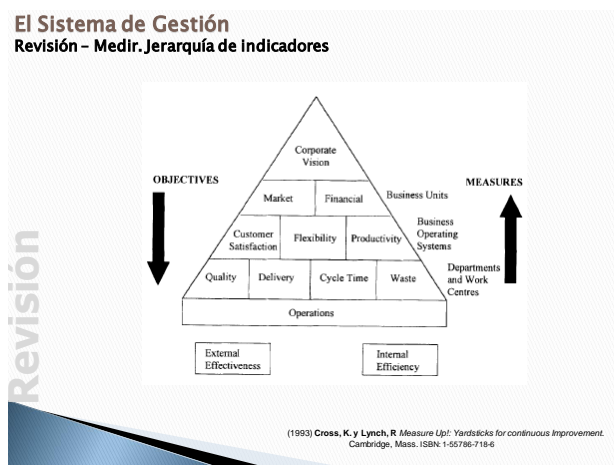 El Sistema de Gestión
Revisión – Medir. Jerarquía de indicadores
Corporate
Vision
OBJECTIVES
MEASURES
Market
Financial
Business Units
Customer
Satisfaction
Flexibility
Productivity
Business
Operating
Systems
Quality
Delivery
Cycle Time
Waste
Departments
and Work
Centres
Operations
External
Effectiveness
Internal
Efficiency
Revisión
(1993) Cross, K. y Lynch, R Measure Up!: Yardsticks for continuous Improvement.
Cambridge, Mass. ISBN: 1-55786-718-6